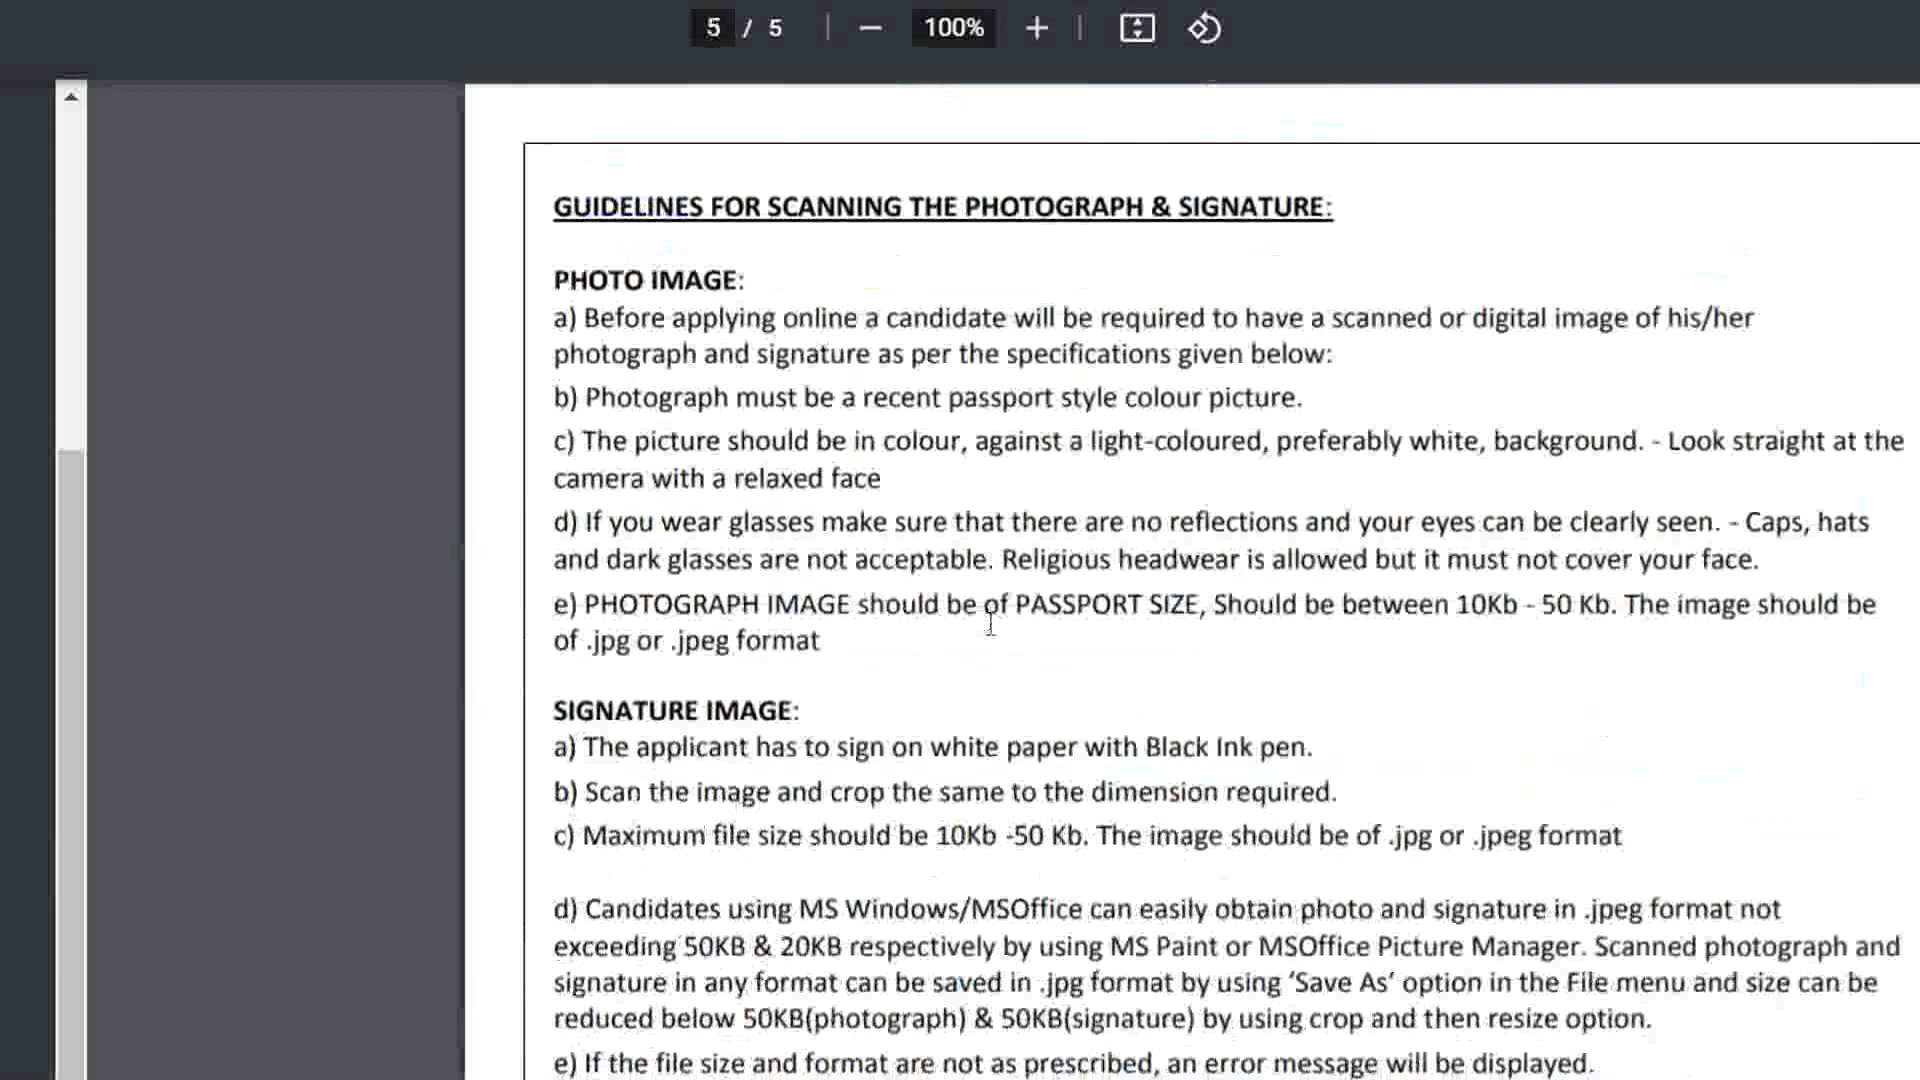 5 / 5 − 100% +
GUIDELINES FOR SCANNING THE PHOTOGRAPH & SIGNATURE:
PHOTO IMAGE:
a) Before applying online a candidate will be required to have a scanned or digital image of his/her
photograph and signature as per the specifications given below:
b) Photograph must be a recent passport style colour picture.
c) The picture should be in colour, against a light-coloured, preferably white, background. - Look straight at the
camera with a relaxed face
d) If you wear glasses make sure that there are no reflections and your eyes can be clearly seen. - Caps, hats
and dark glasses are not acceptable. Religious headwear is allowed but it must not cover your face.
e) PHOTOGRAPH IMAGE should be of PASSPORT SIZE, Should be between 10Kb - 50 Kb. The image should be
of .jpg or .jpeg format
SIGNATURE IMAGE:
a) The applicant has to sign on white paper with Black Ink pen.
b) Scan the image and crop the same to the dimension required.
c) Maximum file size should be 10Kb -50 Kb. The image should be of .jpg or .jpeg format
d) Candidates using MS Windows/MSOffice can easily obtain photo and signature in .jpeg format not
exceeding 50KB & 20KB respectively by using MS Paint or MSOffice Picture Manager. Scanned photograph and
signature in any format can be saved in .jpg format by using ‘Save As’ option in the File menu and size can be
reduced below 50KB(photograph) & 50KB(signature) by using crop and then resize option.
e) If the file size and format are not as prescribed, an error message will be displayed.